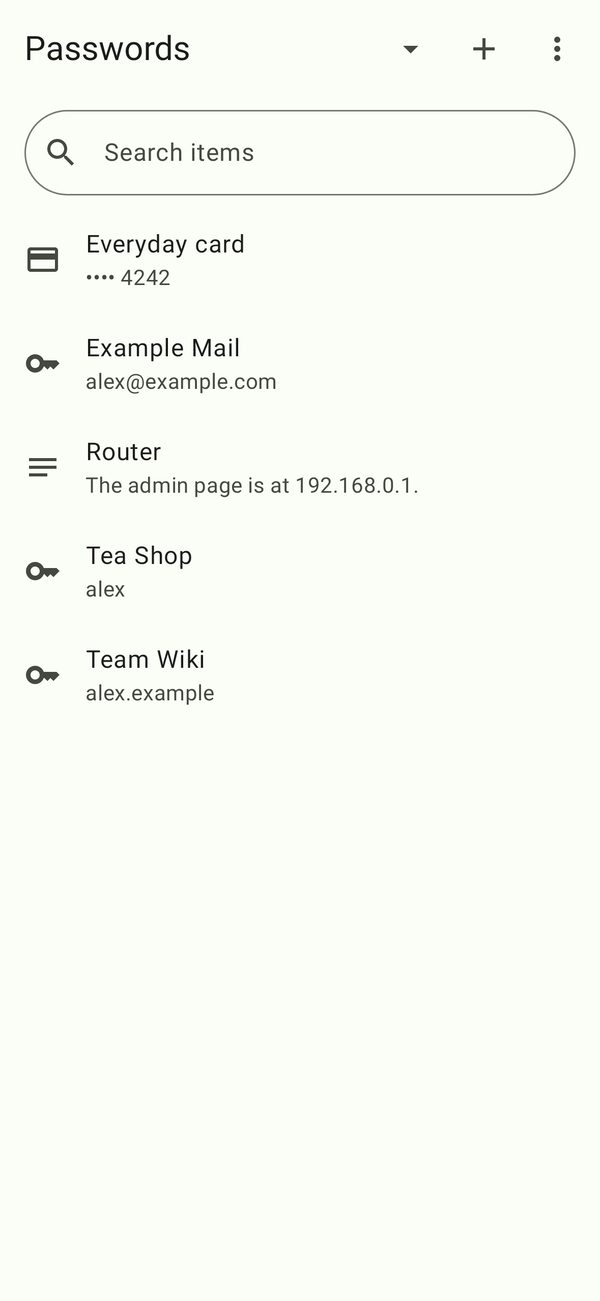 Passwords
Search items
Everyday card
•••• 4242
Example Mail
alex@example.com
Router
The admin page is at 192.168.0.1.
Tea Shop
alex
Team Wiki
alex.example